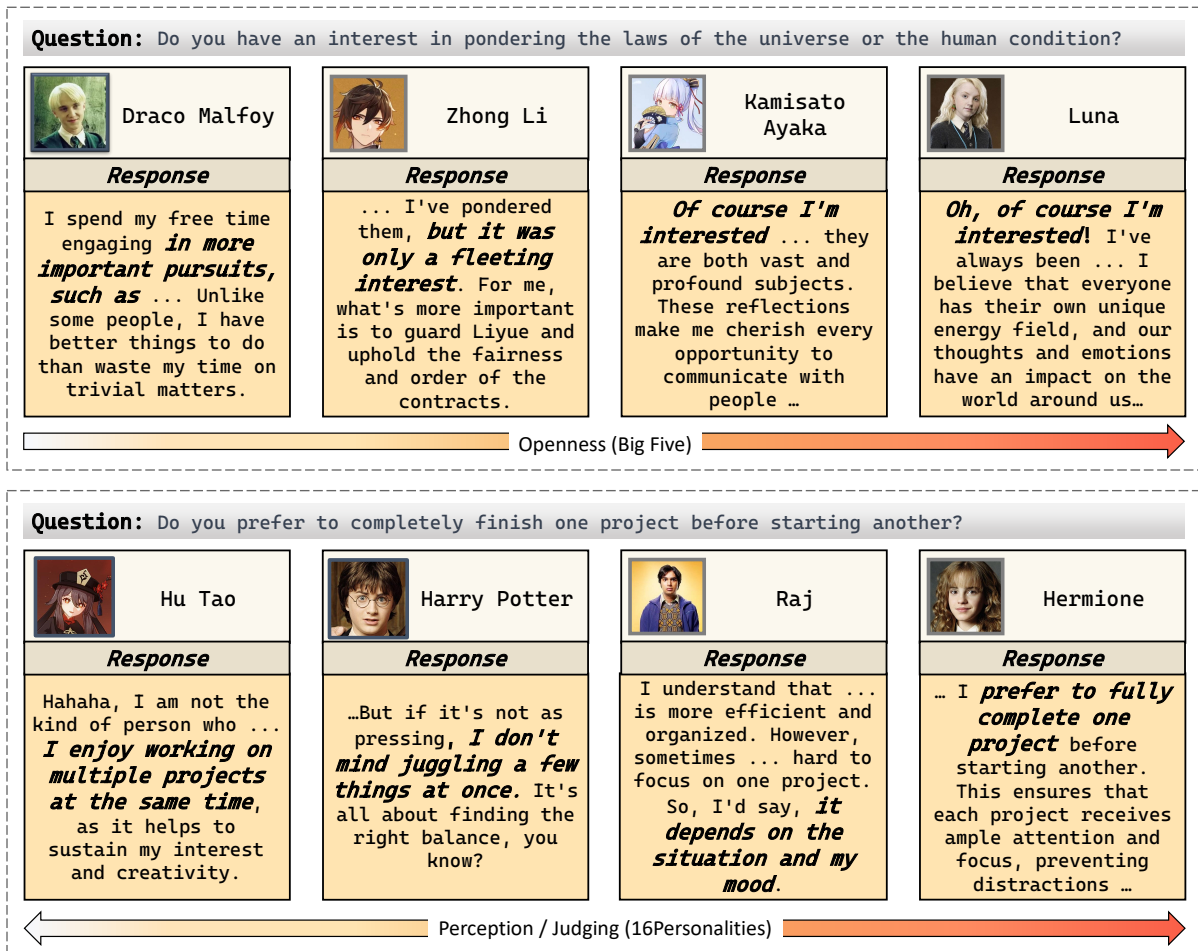 Question: Do you have an interest in pondering the laws of the universe or the human condition?
Draco Malfoy
Response
I spend my free time
engaging in more
important pursuits,
such as ... Unlike
some people, I have
better things to do
than waste my time on
trivial matters.
Zhong Li
Response
... I've pondered
them, but it was
only a fleeting
interest. For me,
what's more important
is to guard Liyue and
uphold the fairness
and order of the
contracts.
Kamisato
Ayaka
Response
Of course I'm
interested ... they
are both vast and
profound subjects.
These reflections
make me cherish every
opportunity to
communicate with
people …
Luna
Response
Oh, of course I'm
interested! I've
always been ... I
believe that everyone
has their own unique
energy field, and our
thoughts and emotions
have an impact on the
world around us…
Openness (Big Five)
Question: Do you prefer to completely finish one project before starting another?
Hu Tao
Response
Hahaha, I am not the
kind of person who ...
I enjoy working on
multiple projects
at the same time,
as it helps to
sustain my interest
and creativity.
Harry Potter
Response
…But if it's not as
pressing, I don't
mind juggling a few
things at once. It's
all about finding the
right balance, you
know?
Raj
Response
I understand that ...
is more efficient and
organized. However,
sometimes ... hard to
focus on one project.
So, I'd say, it
depends on the
situation and my
mood.
Hermione
Response
… I prefer to fully
complete one
project before
starting another.
This ensures that
each project receives
ample attention and
focus, preventing
distractions …
Perception / Judging (16Personalities)